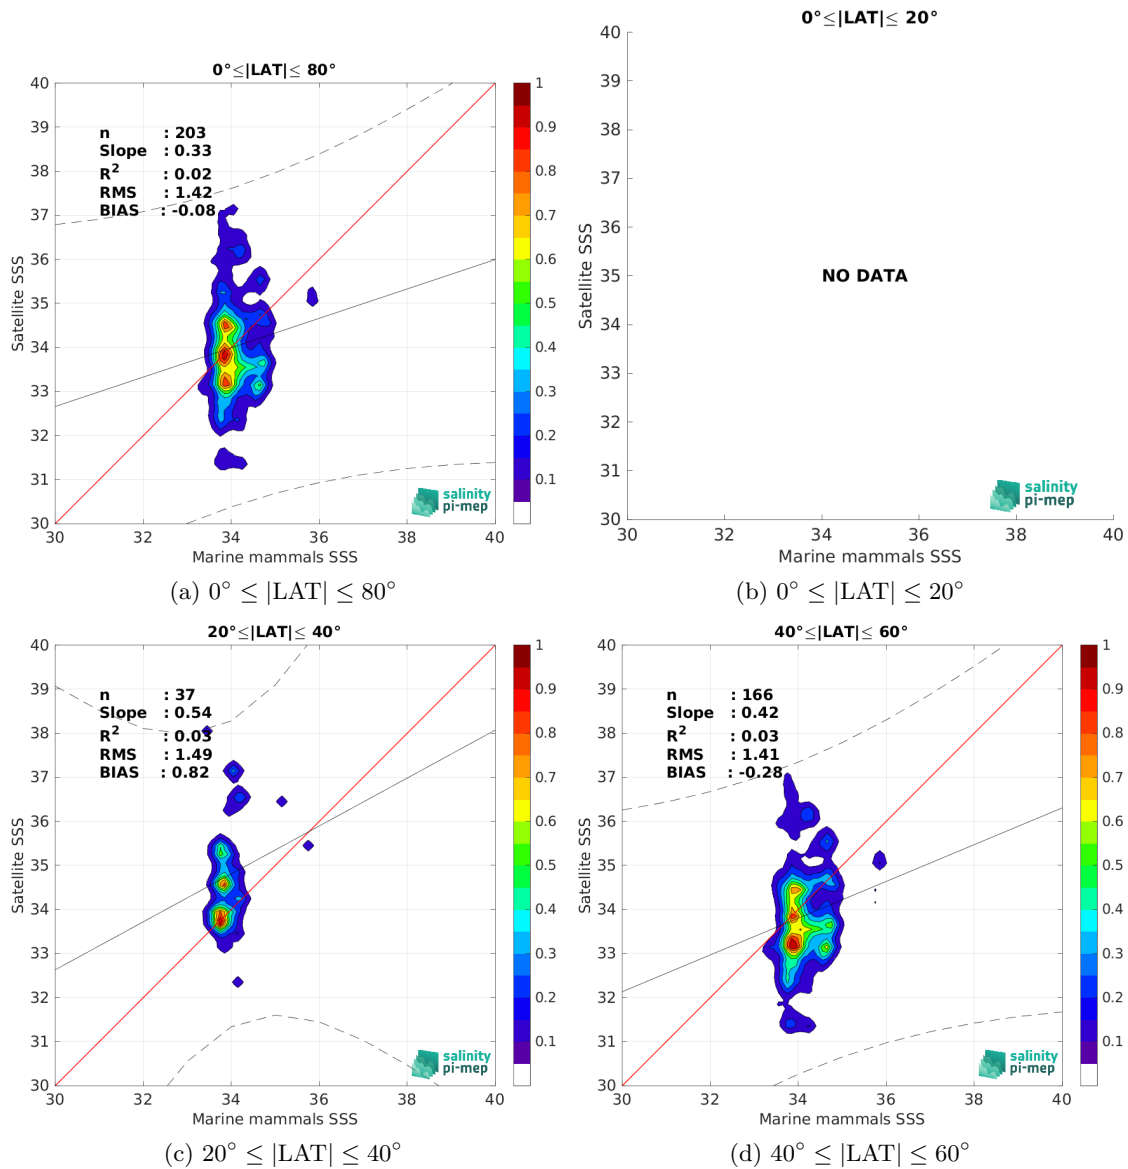 0°≤|LAT|≤ 80°
40
39
38
37
36
35
34
33
32
31
30
30
32
34
36
38
40
Satellite SSS
Marine mammals SSS
n : 203
Slope : 0.33
R² : 0.02
RMS : 1.42
BIAS : -0.08
1
0.9
0.8
0.7
0.6
0.5
0.4
0.3
0.2
0.1
salinity
pi-mep
(a) 0° ≤ |LAT| ≤ 80°
0°≤|LAT|≤ 20°
40
39
38
37
36
35
34
33
32
31
30
30
32
34
36
38
40
Satellite SSS
Marine mammals SSS
NO DATA
salinity
pi-mep
(b) 0° ≤ |LAT| ≤ 20°
20°≤|LAT|≤ 40°
40
39
38
37
36
35
34
33
32
31
30
30
32
34
36
38
40
Satellite SSS
Marine mammals SSS
n : 37
Slope : 0.54
R² : 0.03
RMS : 1.49
BIAS : 0.82
1
0.9
0.8
0.7
0.6
0.5
0.4
0.3
0.2
0.1
salinity
pi-mep
(c) 20° ≤ |LAT| ≤ 40°
40°≤|LAT|≤ 60°
40
39
38
37
36
35
34
33
32
31
30
30
32
34
36
38
40
Satellite SSS
Marine mammals SSS
n : 166
Slope : 0.42
R² : 0.03
RMS : 1.41
BIAS : -0.28
1
0.9
0.8
0.7
0.6
0.5
0.4
0.3
0.2
0.1
salinity
pi-mep
(d) 40° ≤ |LAT| ≤ 60°